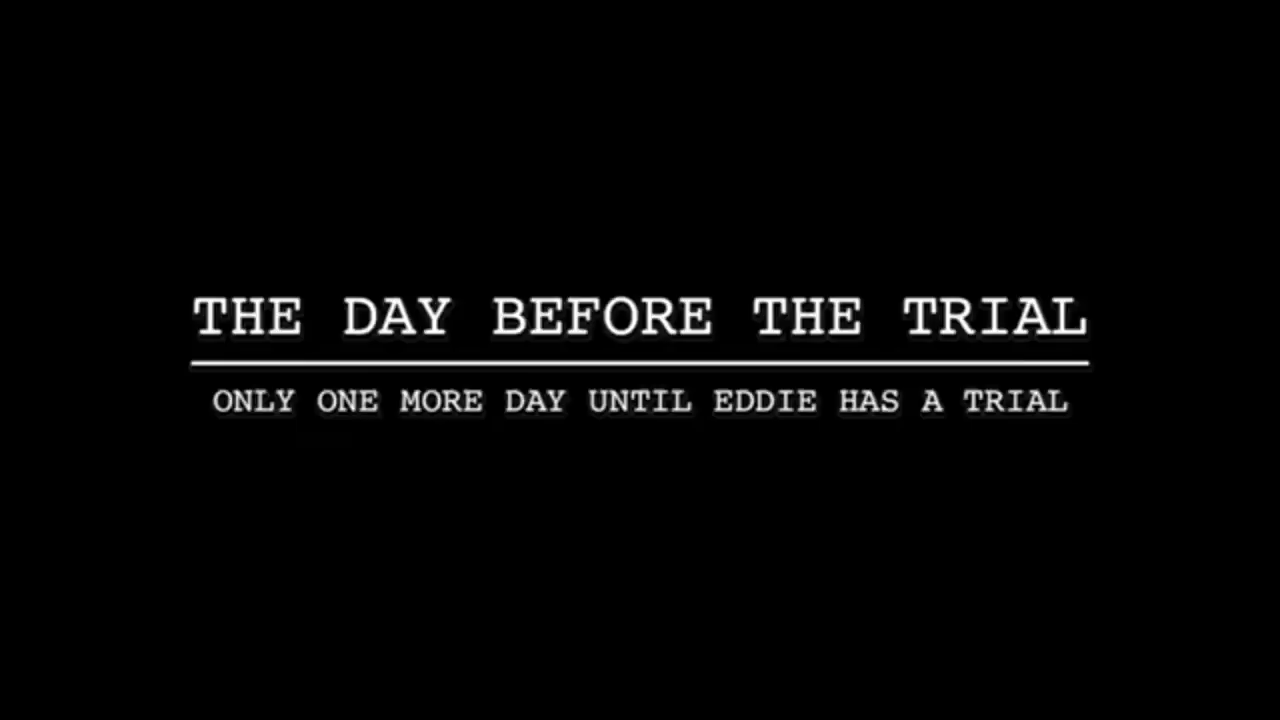 THE DAY BEFORE THE TRIAL
ONLY ONE MORE DAY UNTIL EDDIE HAS A TRIAL